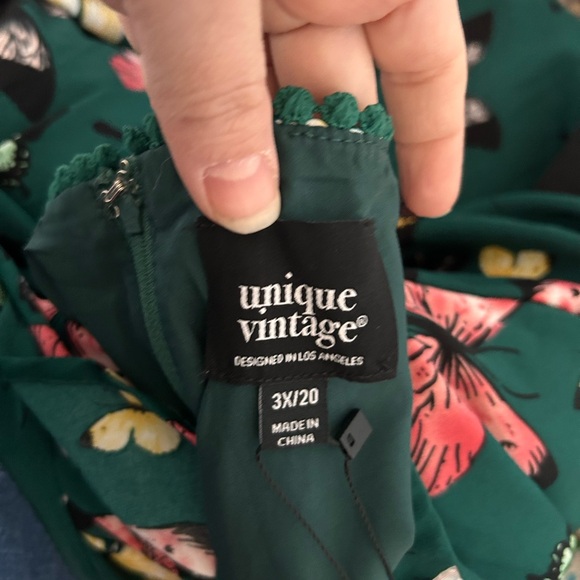 unique
vintage®
DESIGNED IN LOS ANGELES
3X/20
MADE IN
CHINA